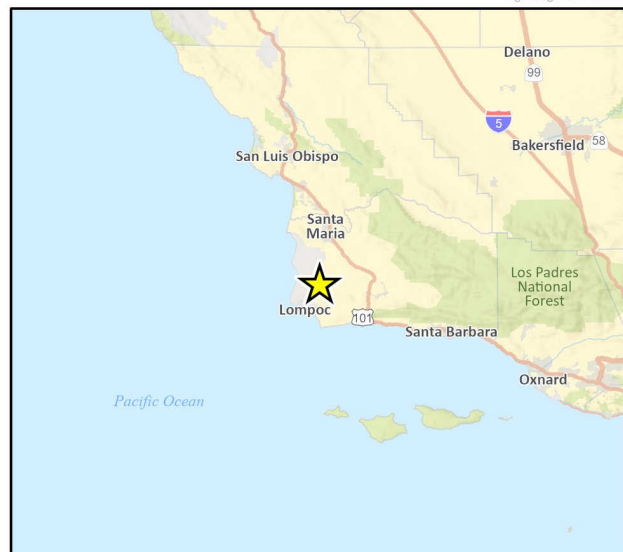 Delano
99
5
Bakersfield
58
San Luis Obispo
Santa
Maria
Los Padres
National
Forest
Lompoc
101
Santa Barbara
Oxnard
Pacific Ocean